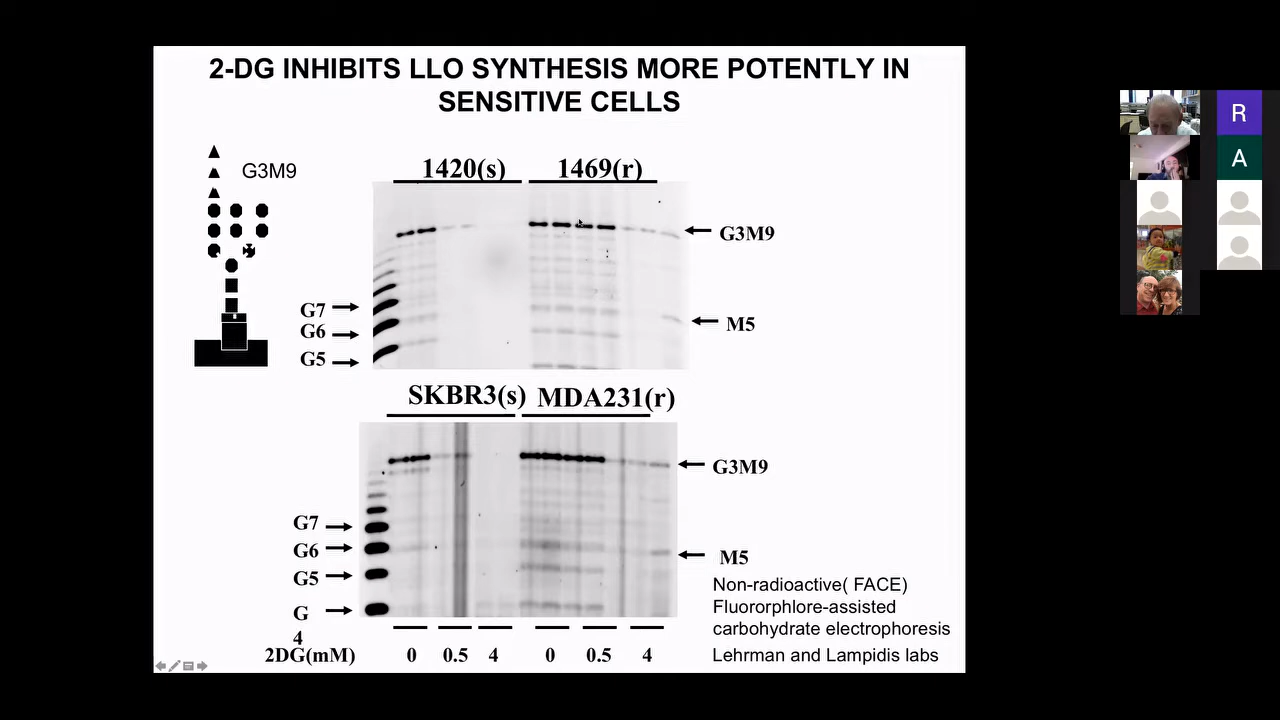 2-DG INHIBITS LLO SYNTHESIS MORE POTENTLY IN
SENSITIVE CELLS
G3M9
1420(s)
1469(r)
G3M9
G7
G6
G5
M5
SKBR3(s)
MDA231(r)
G3M9
G7
G6
G5
G
4
M5
Non-radioactive( FACE)
Fluororphlore-assisted
carbohydrate electrophoresis
Lehrman and Lampidis labs
2DG(mM)
0
0.5
4
0
0.5
4
R
A